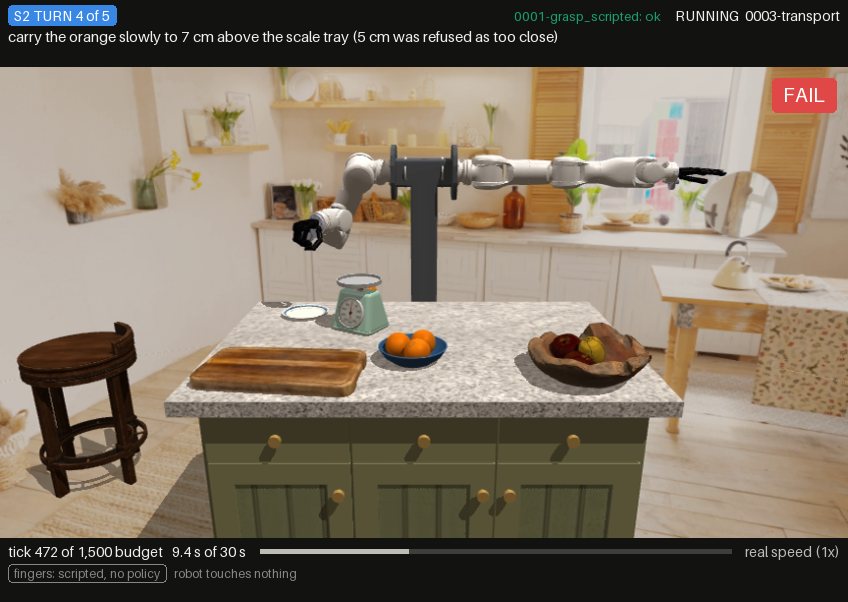 S2 TURN 4 of 5
0001-grasp_scripted: ok RUNNING 0003-transport
carry the orange slowly to 7 cm above the scale tray (5 cm was refused as too close)
FAIL
tick 472 of 1,500 budget 9.4 s of 30 s
real speed (1x)
fingers: scripted, no policy robot touches nothing